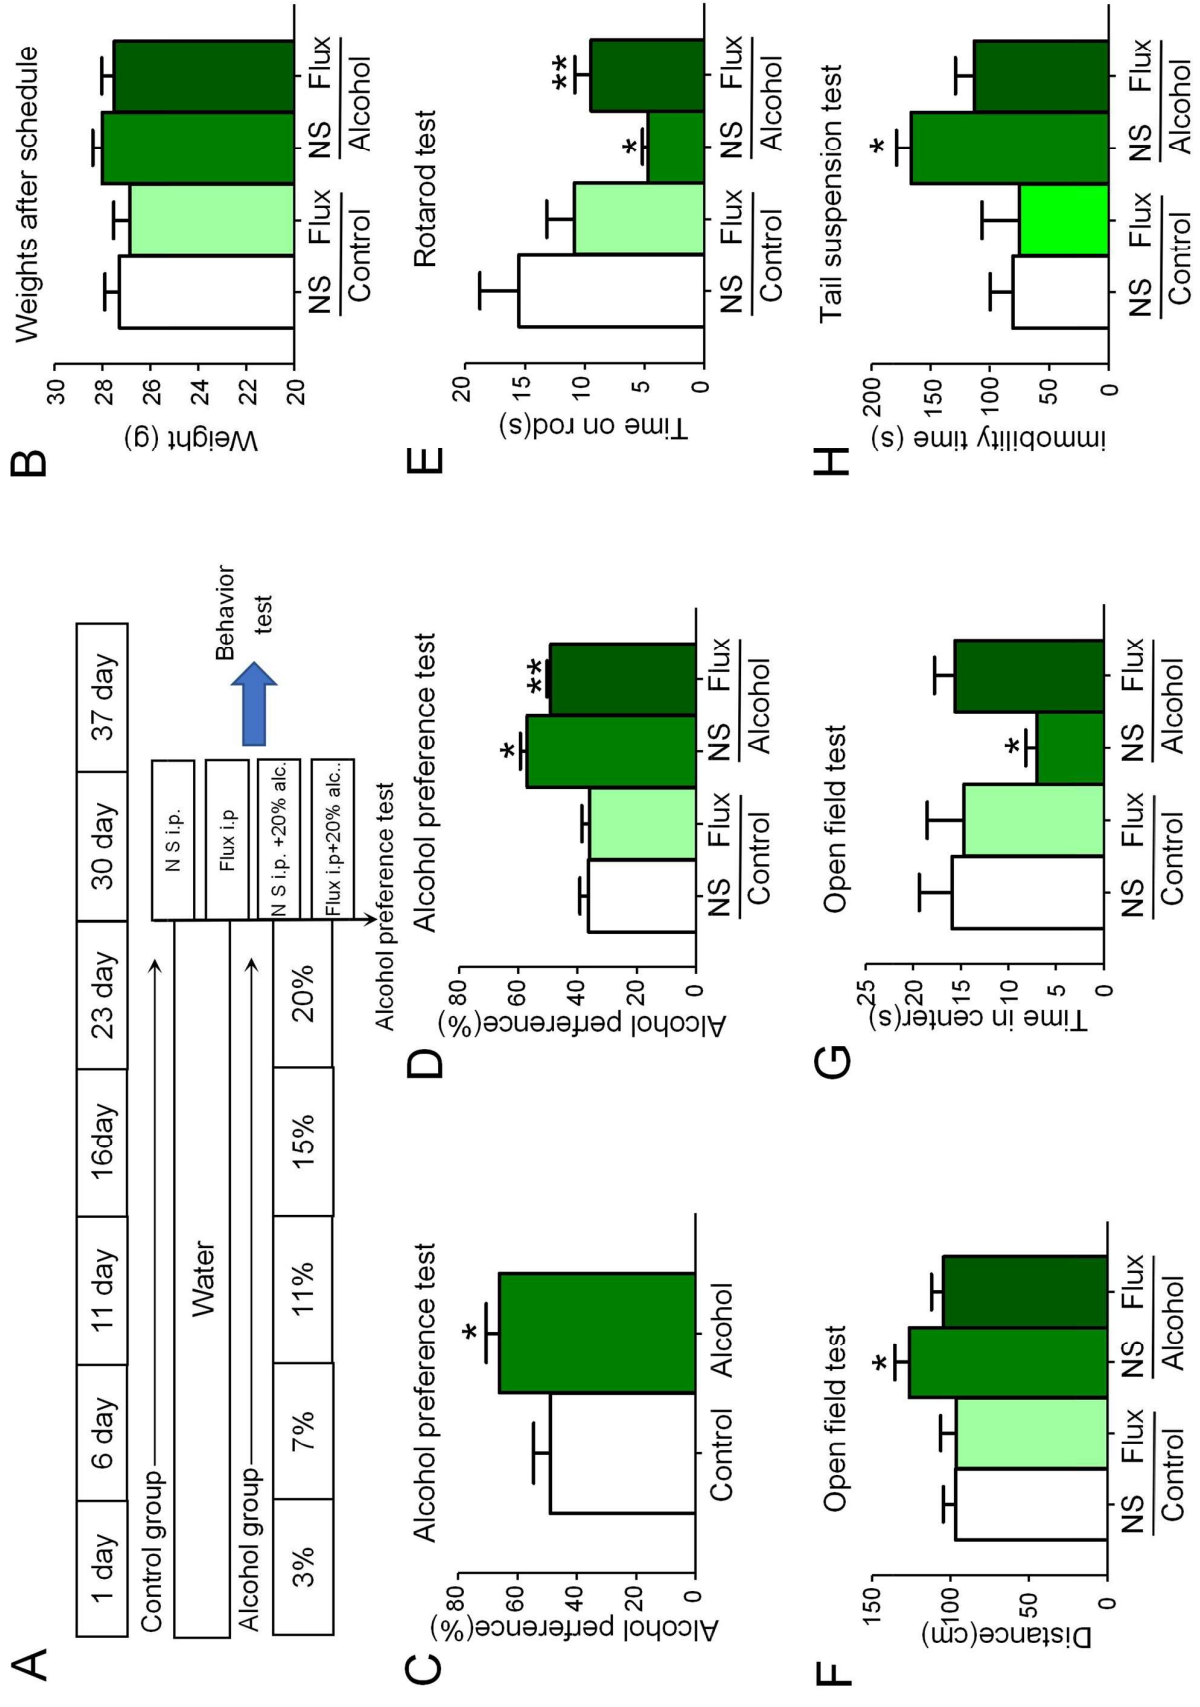 A
1 day
6 day
11 day
16day
23 day
30 day
37 day
Control group
Water
Alcohol group
3%
7%
11%
15%
20%
N S i.p.
Flux i.p
N S i.p. +20% alc.
Flux i.p+20% alc..
Behavior
test
Alcohol preference test
B
Weights after schedule
Weight (g)
30
28
26
24
22
20
NS Flux NS Flux
Control Alcohol
C
Alcohol preference test
Alcohol perference(%)
80
60
40
20
0
*
Control Alcohol
D
Alcohol preference test
Alcohol perference(%)
80
60
40
20
0
* **
NS Flux NS Flux
Control Alcohol
E
Rotarod test
Time on rod(s)
20
15
10
5
0
* **
NS Flux NS Flux
Control Alcohol
F
Open field test
Distance(cm)
150
100
50
0
*
NS Flux NS Flux
Control Alcohol
G
Open field test
Time in center(s)
25
20
15
10
5
0
*
NS Flux NS Flux
Control Alcohol
H
Tail suspension test
immobility time (s)
200
150
100
50
0
*
NS Flux NS Flux
Control Alcohol